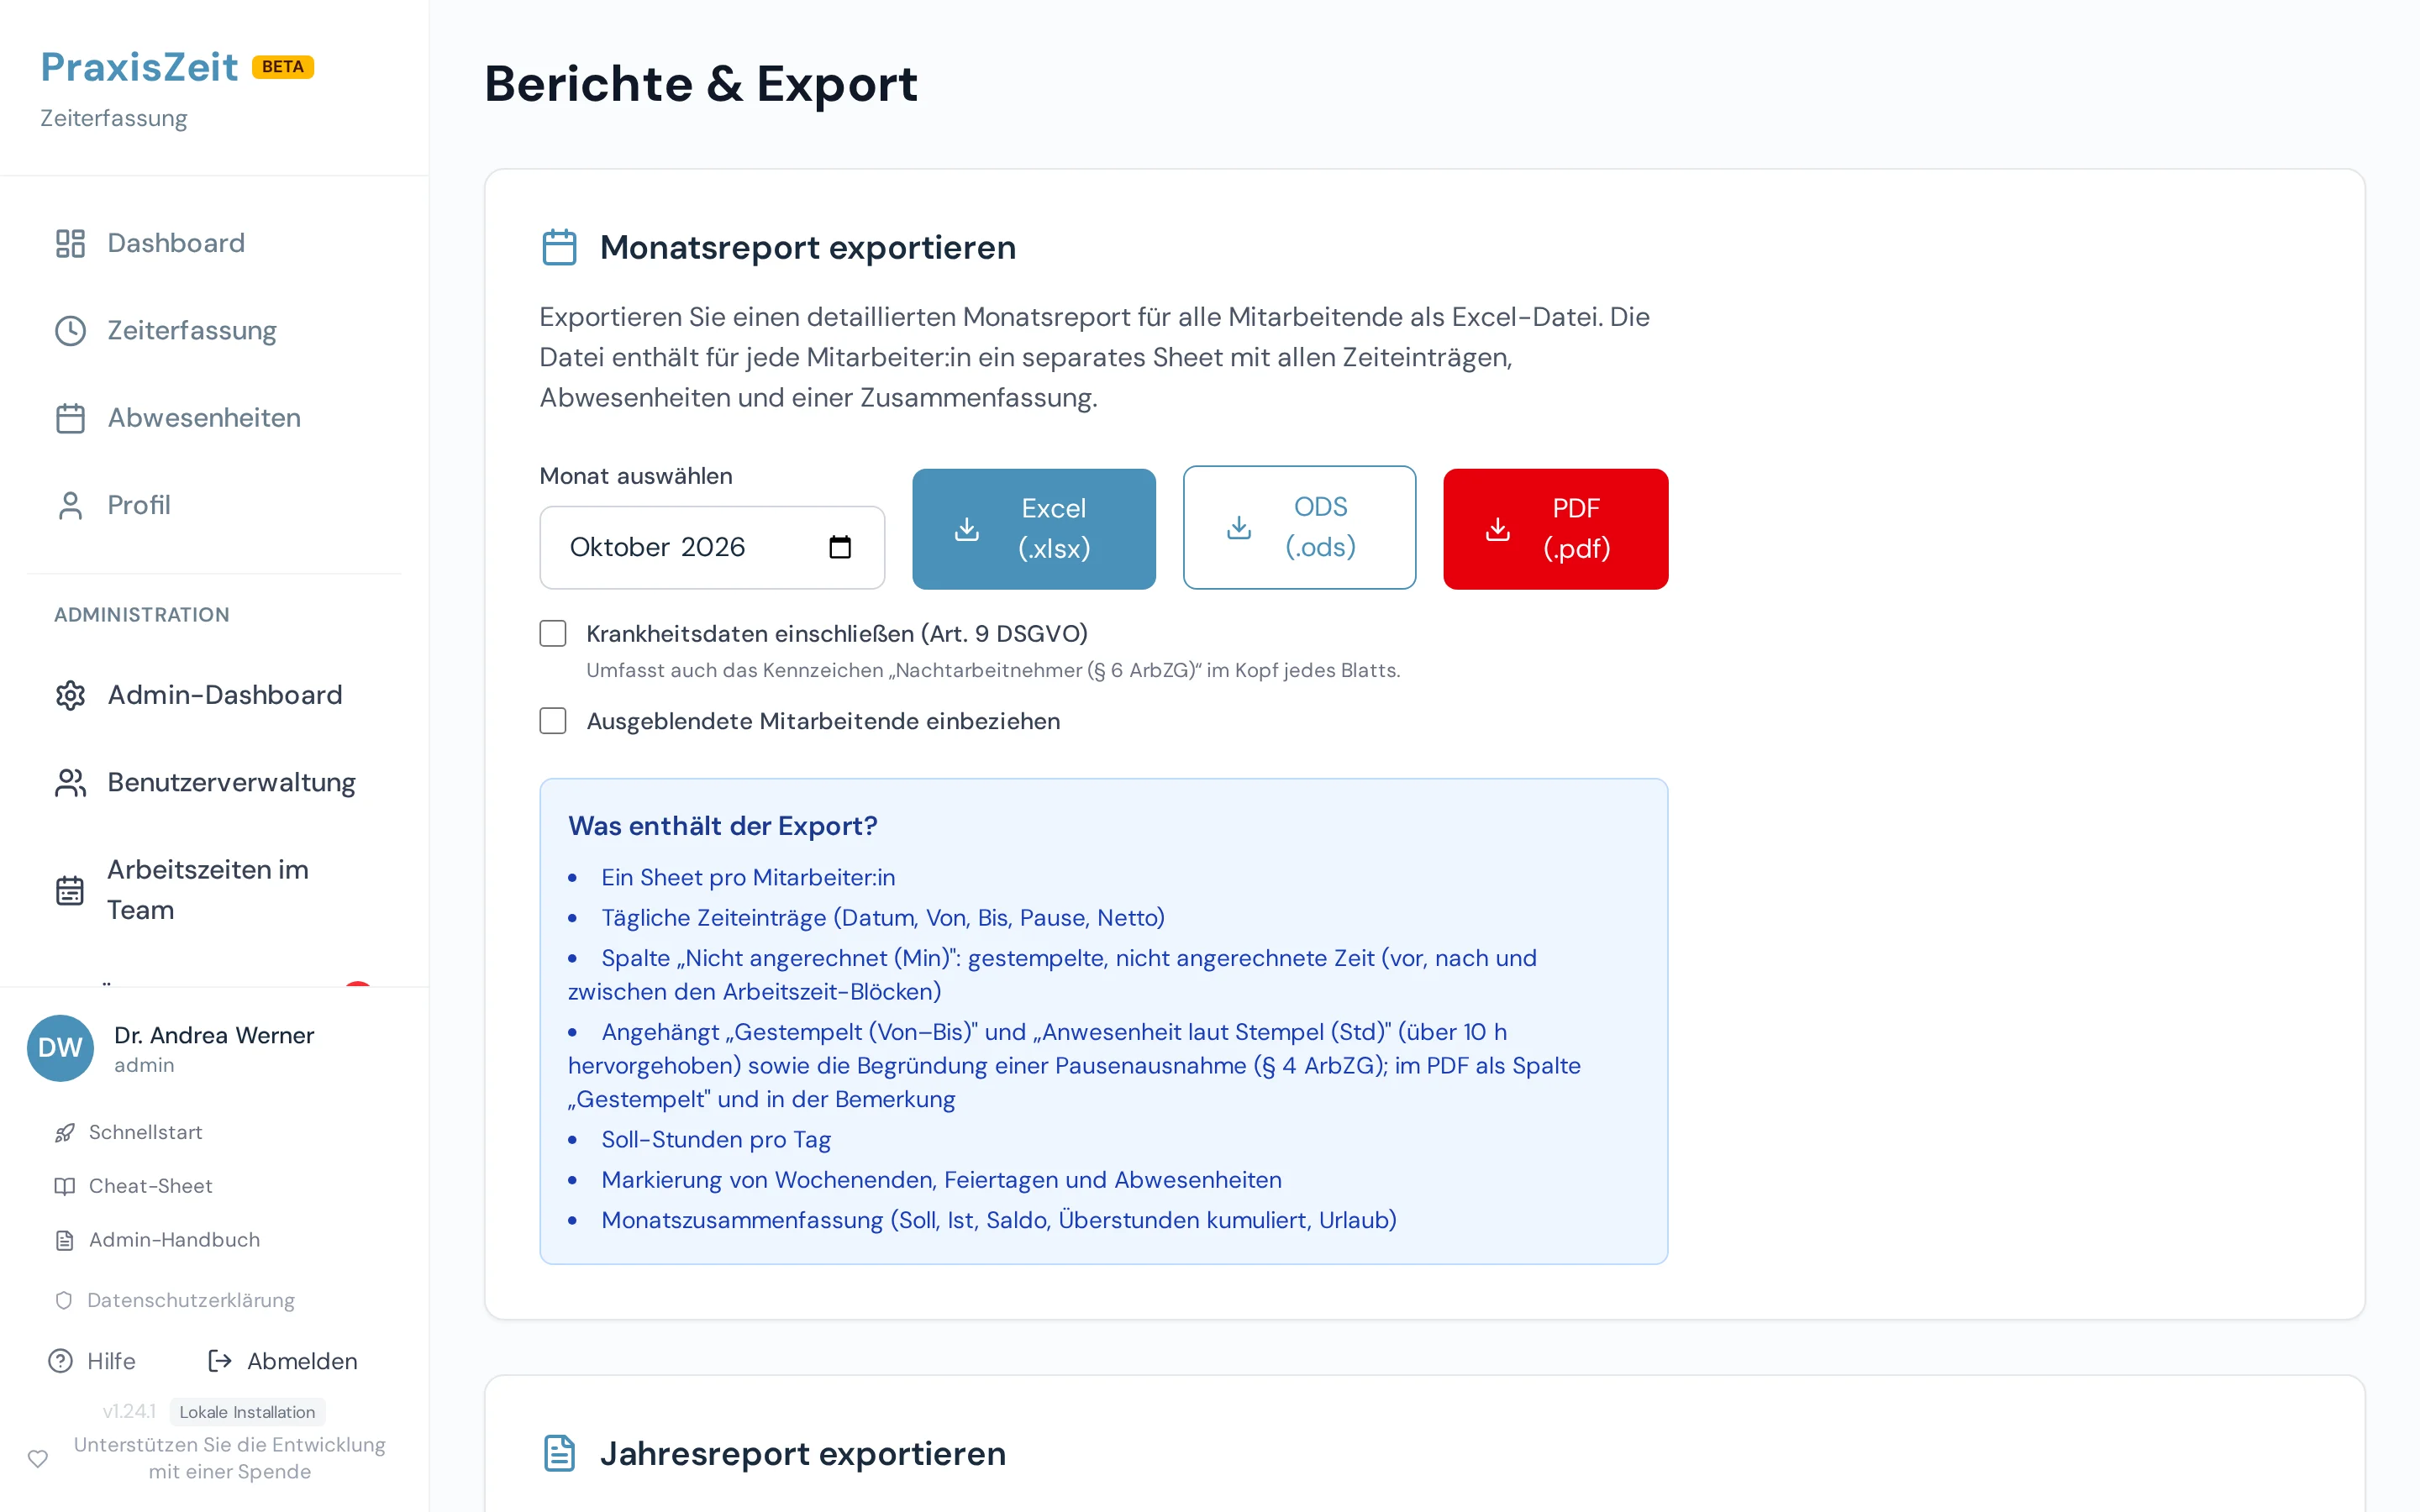 PraxisZeit BETA
Zeiterfassung
Dashboard
Zeiterfassung
Abwesenheiten
Profil
ADMINISTRATION
Admin-Dashboard
Benutzerverwaltung
Arbeitszeiten im
Team
Dr. Andrea Werner
DW
admin
Schnellstart
Cheat-Sheet
Admin-Handbuch
Datenschutzerklärung
Hilfe Abmelden
v1.24.1 Lokale Installation
Unterstützen Sie die Entwicklung
mit einer Spende
Berichte & Export
Monatsreport exportieren
Exportieren Sie einen detaillierten Monatsreport für alle Mitarbeitende als Excel-Datei. Die
Datei enthält für jede Mitarbeiter:in ein separates Sheet mit allen Zeiteinträgen,
Abwesenheiten und einer Zusammenfassung.
Monat auswählen
Oktober 2026
Excel
(.xlsx)
ODS
(.ods)
PDF
(.pdf)
Krankheitsdaten einschließen (Art. 9 DSGVO)
Umfasst auch das Kennzeichen „Nachtarbeitnehmer (§ 6 ArbZG)“ im Kopf jedes Blatts.
Ausgeblendete Mitarbeitende einbeziehen
Was enthält der Export?
• Ein Sheet pro Mitarbeiter:in
• Tägliche Zeiteinträge (Datum, Von, Bis, Pause, Netto)
• Spalte „Nicht angerechnet (Min)": gestempelte, nicht angerechnete Zeit (vor, nach und
zwischen den Arbeitszeit-Blöcken)
• Angehängt „Gestempelt (Von–Bis)" und „Anwesenheit laut Stempel (Std)" (über 10 h
hervorgehoben) sowie die Begründung einer Pausenausnahme (§ 4 ArbZG); im PDF als Spalte
„Gestempelt" und in der Bemerkung
• Soll-Stunden pro Tag
• Markierung von Wochenenden, Feiertagen und Abwesenheiten
• Monatszusammenfassung (Soll, Ist, Saldo, Überstunden kumuliert, Urlaub)
Jahresreport exportieren